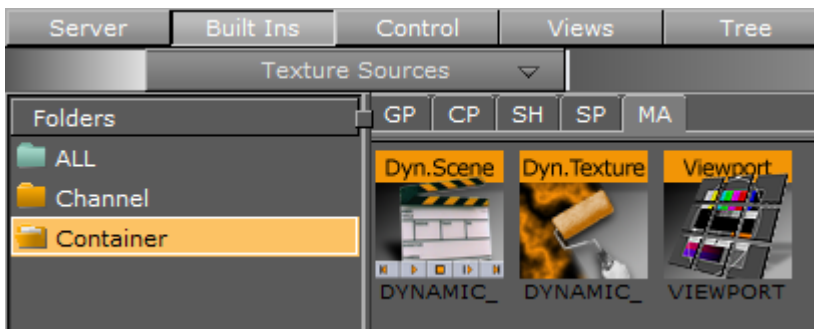 Server Built Ins Control Views Tree
Texture Sources
Folders
GP CP SH SP MA
ALL
Channel
Container
Dyn.Scene Dyn.Texture Viewport
DYNAMIC_ DYNAMIC_ VIEWPORT